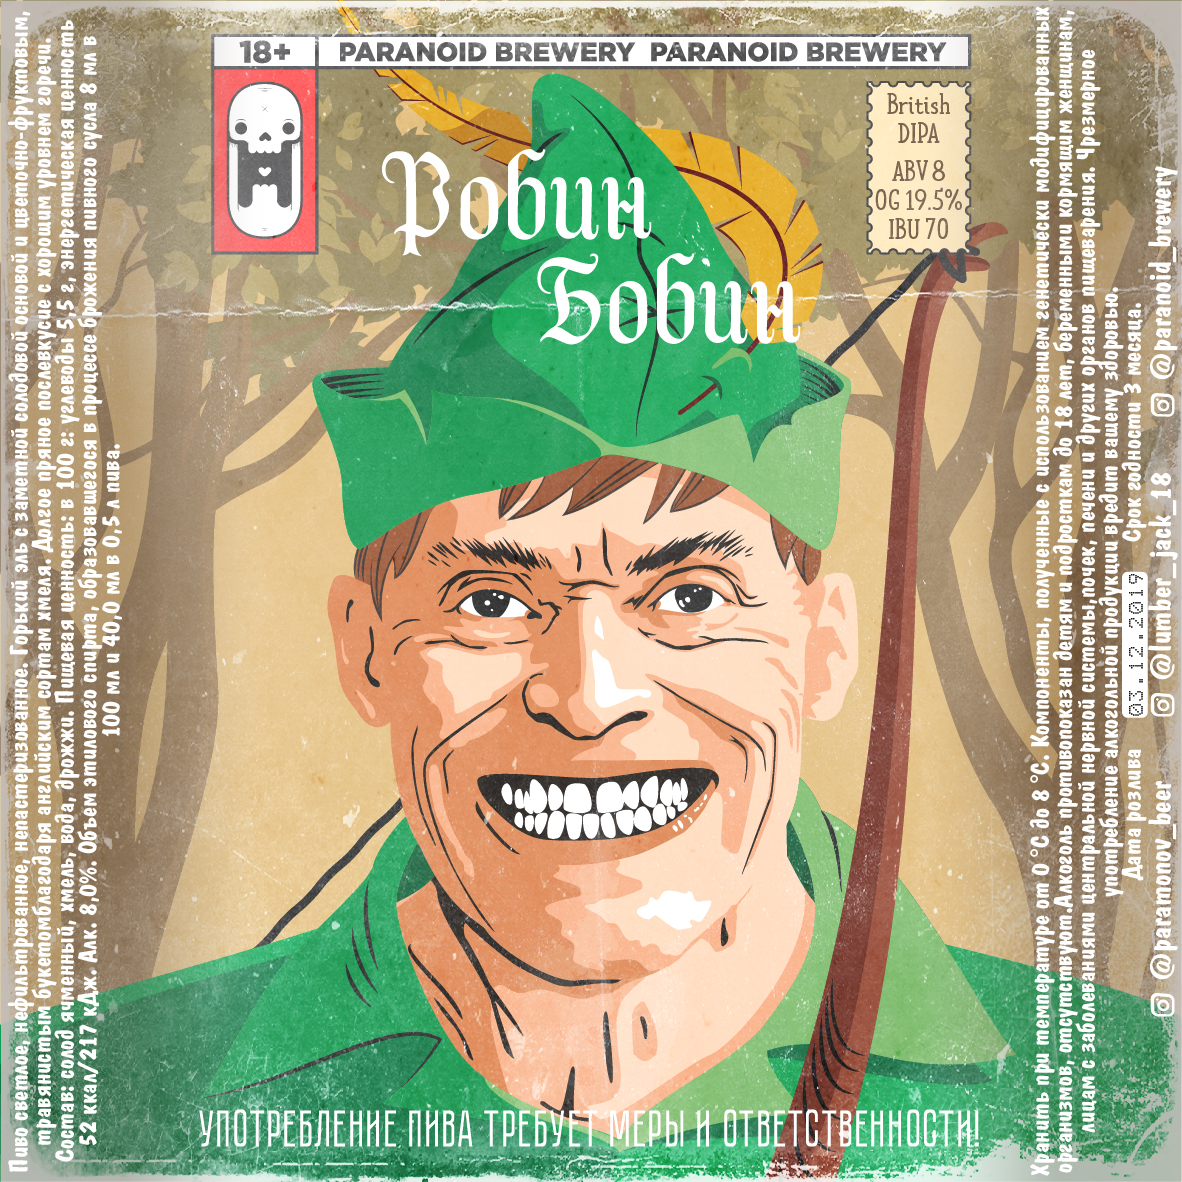 18+
PARANOID BREWERY PARANOID BREWERY
British
DIPA
ABV 8
OG 19.5%
IBU 70
Робин
Бобин
УПОТРЕБЛЕНИЕ ПИВА ТРЕБУЕТ МЕРЫ И ОТВЕТСТВЕННОСТИ!
Пиво светлое, нефильтрованное, непастеризованное. Горький эль с заметной солодовой основой и цветочно-фруктовым,
травянистым букетомблагодаря английским сортам хмеля. Долгое пряное послевкусие с хорошим уровнем горечи.
Состав: солод ячменный, хмель, вода, дрожжи. Пищевая ценность: в 100 г: углеводы 5,5 г, энергетическая ценность
52 ккал/217 кДж. Алк. 8,0%. Объем этилового спирта, образовавшегося в процессе брожения пивного сусла 8 мл в
100 мл и 40,0 мл в 0,5 л пива.
Хранить при температуре от 0 °С до 8 °С. Компоненты, полученные с использованием генетически модифицированных
организмов, отсутствуют.Алкоголь противопоказан детям и подросткам до 18 лет, беременными кормящим женщинам,
лицам с заболеваниями центральной нервной системы,почек, печени и других органов пищеварения. Чрезмерное
употребление алкогольной продукции вредит вашему здоровью.
Дата розлива 03.12.2019 Срок годности 3 месяца.
@paramonov_beer @lumber_jack_18 @paranoid_brewery